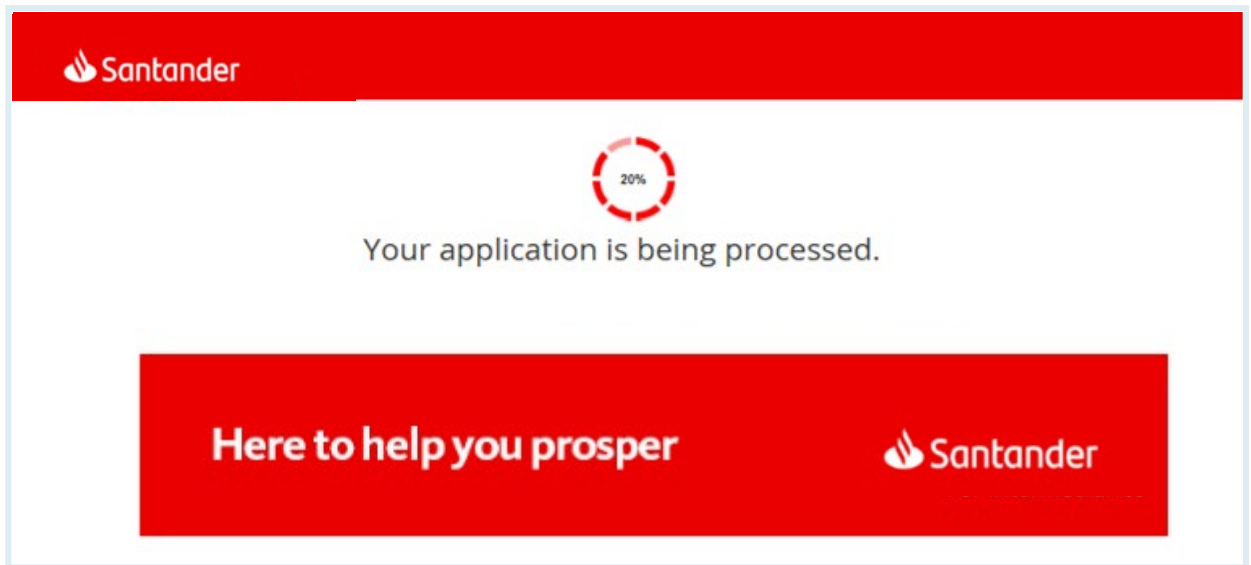 Santander
20%
Your application is being processed.
Here to help you prosper
Santander